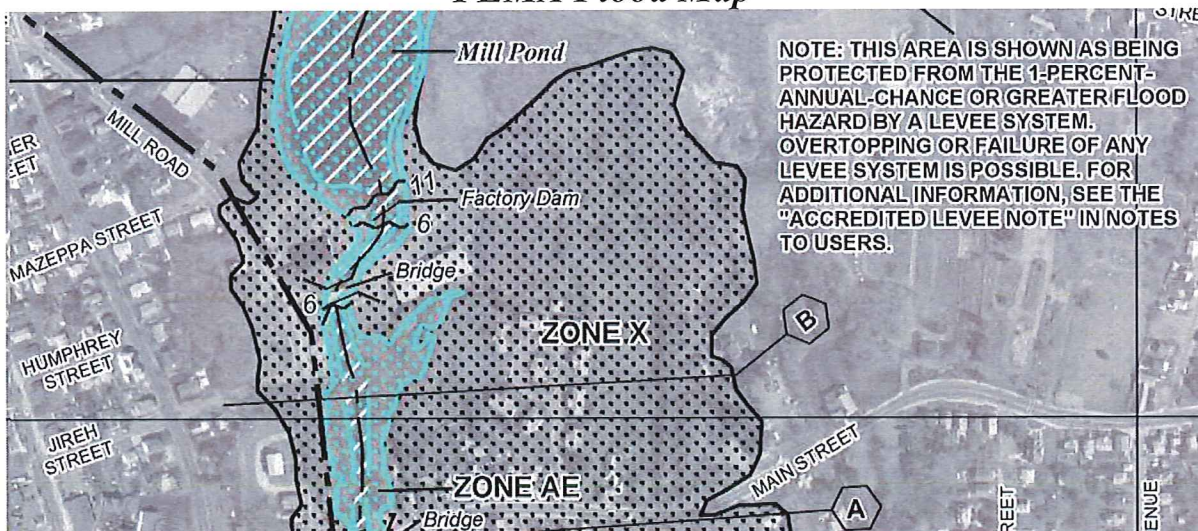 FEMA Flood Map
Mill Pond
NOTE: THIS AREA IS SHOWN AS BEING
PROTECTED FROM THE 1-PERCENT-
ANNUAL-CHANCE OR GREATER FLOOD
HAZARD BY A LEVEE SYSTEM.
OVERTOPPING OR FAILURE OF ANY
LEVEE SYSTEM IS POSSIBLE. FOR
ADDITIONAL INFORMATION, SEE THE
"ACCREDITED LEVEE NOTE" IN NOTES
TO USERS.
MILL ROAD
11
Factory Dam
6
MAZEPPA STREET
Bridge
6
ZONE X
B
HUMPHREY
STREET
JIREH
STREET
MAIN STREET
ZONE AE
Bridge
A